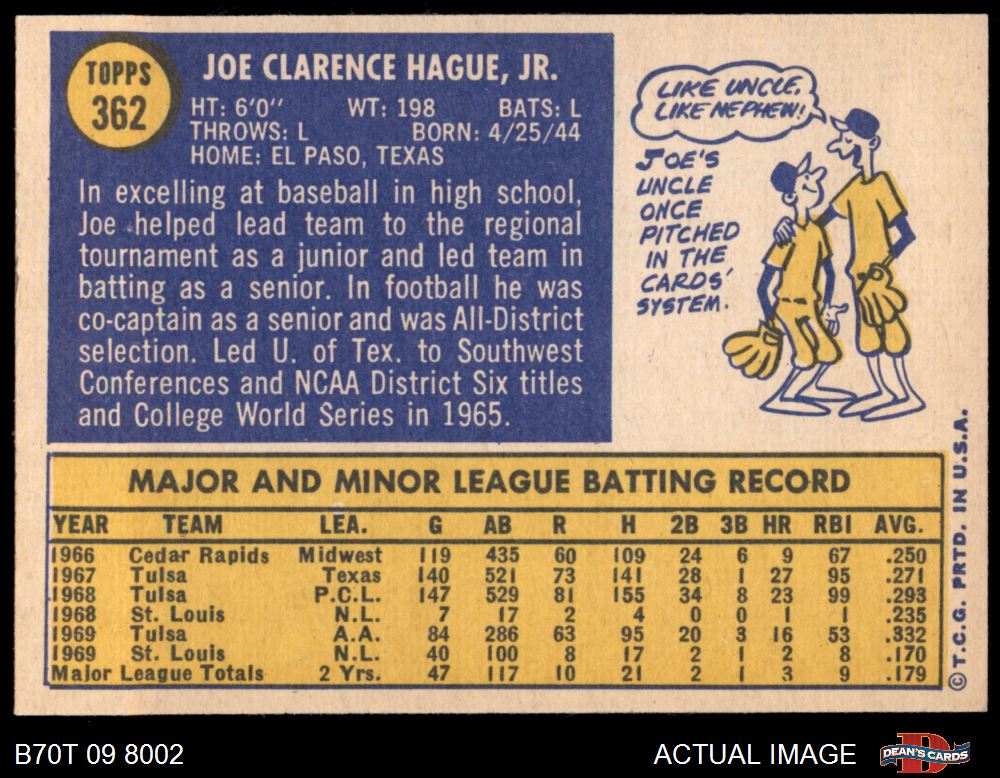 TOPPS
362
JOE CLARENCE HAGUE, JR.
HT: 6'0" WT: 198 BATS: L
THROWS: L BORN: 4/25/44
HOME: EL PASO, TEXAS
In excelling at baseball in high school,
Joe helped lead team to the regional
tournament as a junior and led team in
batting as a senior. In football he was
co-captain as a senior and was All-District
selection. Led U. of Tex. to Southwest
Conferences and NCAA District Six titles
and College World Series in 1965.
LIKE UNCLE.
LIKE NEPHEW!
JOE'S
UNCLE
ONCE
PITCHED
IN THE
CARDS'
SYSTEM.
MAJOR AND MINOR LEAGUE BATTING RECORD
YEAR TEAM LEA. G AB R H 2B 3B HR RBI AVG.
1966 Cedar Rapids Midwest 119 435 60 109 24 6 9 67 .250
1967 Tulsa Texas 140 521 73 141 28 1 27 95 .271
1968 Tulsa P.C.L. 147 529 81 155 34 8 23 99 .293
1968 St. Louis N.L. 7 17 2 4 0 0 1 1 .235
1969 Tulsa A.A. 84 286 63 95 20 3 16 53 .332
1969 St. Louis N.L. 40 100 8 17 2 1 2 8 .170
Major League Totals 2 Yrs. 47 117 10 21 2 1 3 9 .179
© T.C.G. PRTD. IN U.S.A.
B70T 09 8002
ACTUAL IMAGE
DEAN'S CARDS